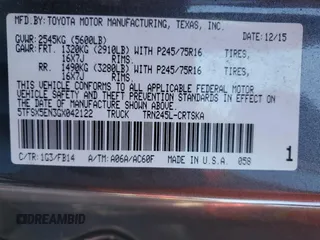 MFD BY: TOYOTA MOTOR MANUFACTURING, TEXAS, INC.
GVWR: 2545KG (5600LB) DATE: 12/15
GAWR: FRT. 1320KG (2910LB) WITH P245/75R16 TIRES,
16X7J RIMS.
RR. 1490KG (3280LB) WITH P245/75R16 TIRES,
16X7J RIMS.
THIS VEHICLE CONFORMS TO ALL APPLICABLE FEDERAL MOTOR
VEHICLE SAFETY STANDARDS IN EFFECT ON THE DATE OF
MANUFACTURE SHOWN ABOVE.
5TFSX5EN3GX042122 TRUCK TRN245L-CRTSKA
C/TR: 1G3/FB14 A/TM: A06A/AC60F MADE IN U.S.A. 058
1
© DREAMBID